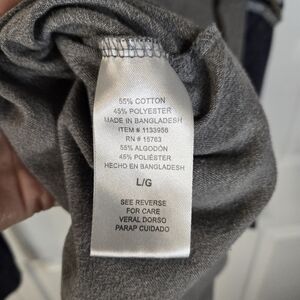 55% COTTON
45% POLYESTER
MADE IN BANGLADESH
ITEM # 1133956
RN # 15763
55% ALGODÓN
45% POLIÉSTER
HECHO EN BANGLADESH
L/G
SEE REVERSE
FOR CARE
VERAL DORSO
PARAP CUIDADO